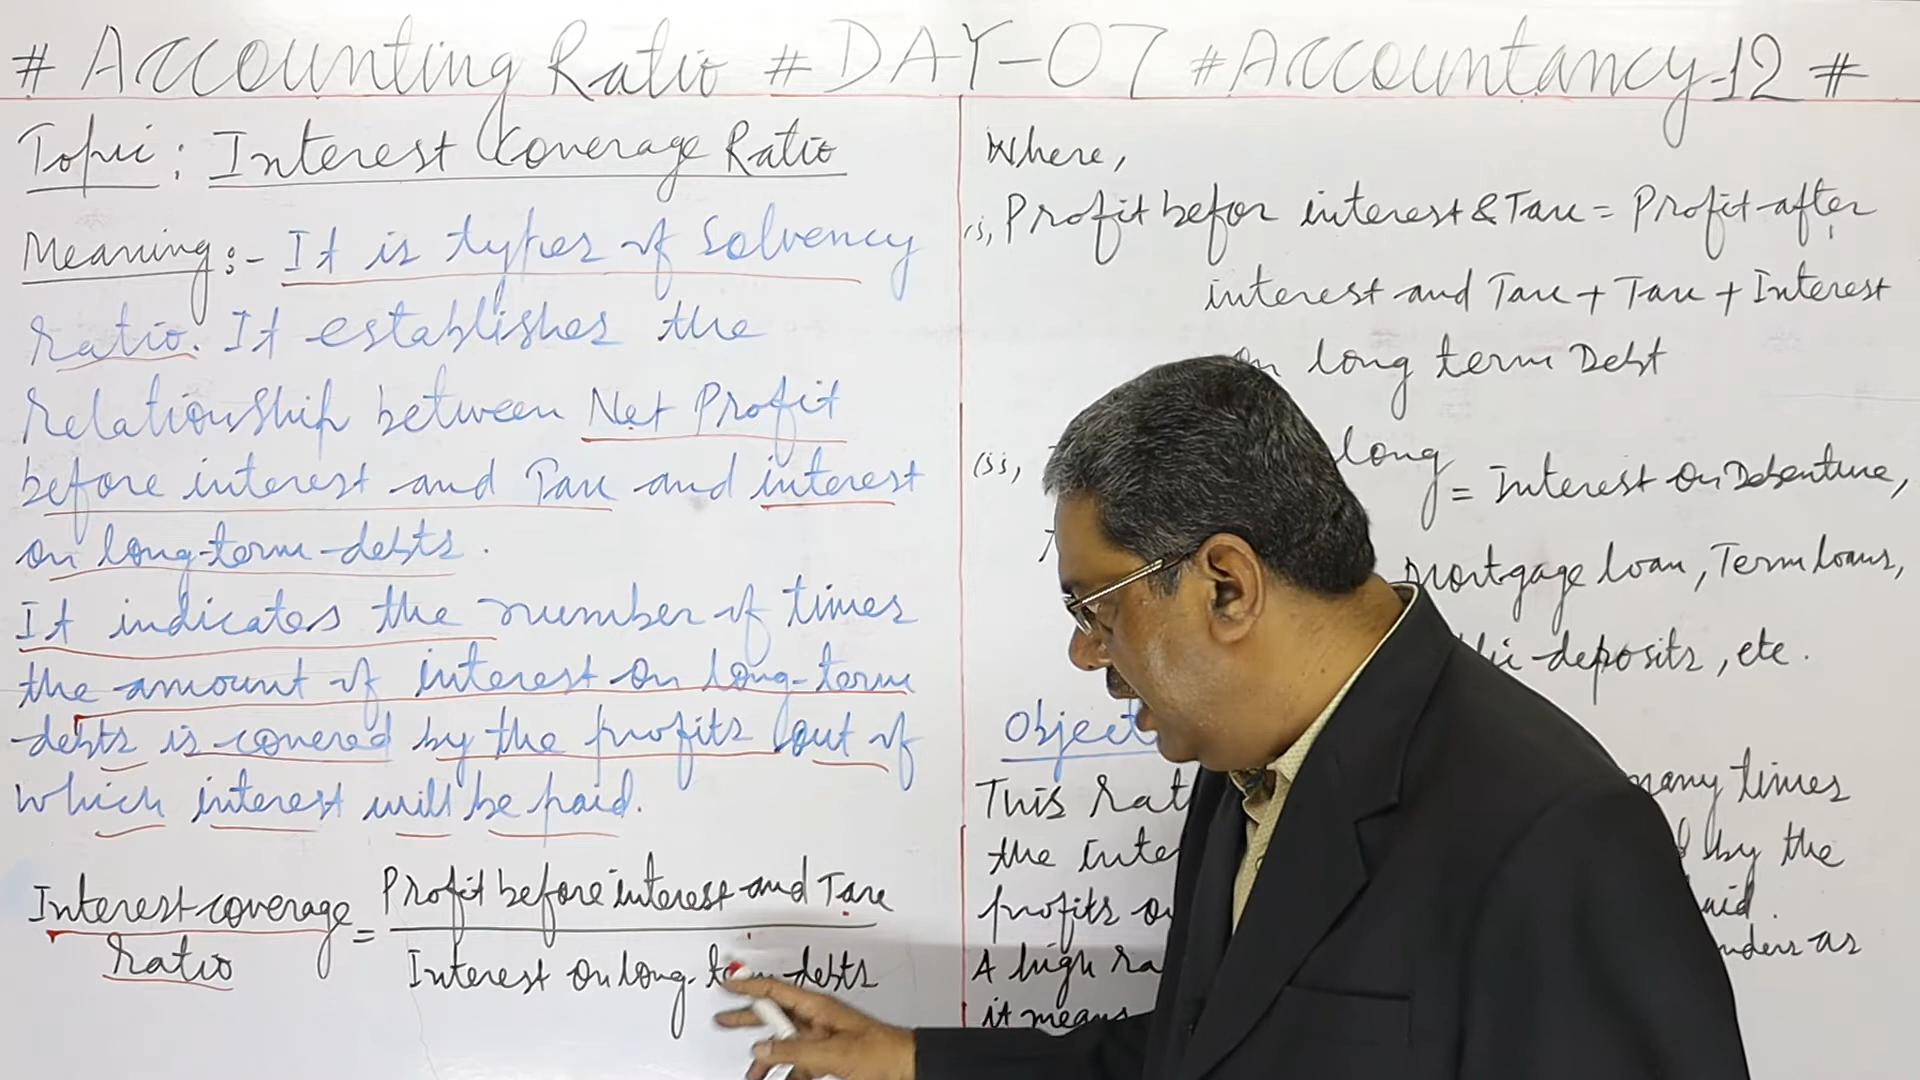 # Accounting Ratio # DAY-07 # Accountancy-12 #
Topic: Interest Coverage Ratio
Meaning:- It is types of Solvency
ratio. It establishes the
relationship between Net Profit
before interest and Tax and interest
on long-term-debts.
It indicates the number of times
the amount of interest on long-term
debts is covered by the profits out of
which interest will be paid.
Interest coverage ratio = Profit before interest and Tax
Interest on long-term-debts
Where,
(i), Profit befor interest & Tax = Profit after
interest and Tax + Tax + Interest
on long term Debt
(ii), long = Interest on Debenture,
Mortgage loan, Term loans,
deposits, etc.
Object
This many times
the by the
profits
A high as
it means